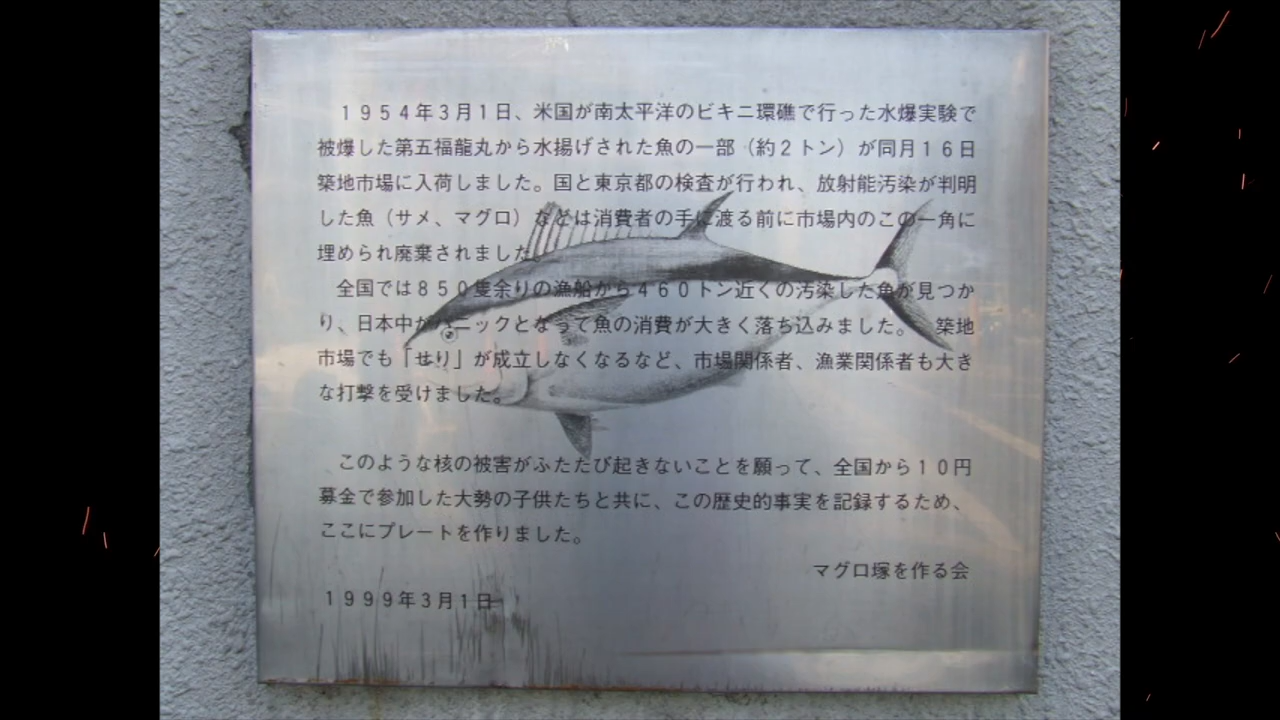 1954年3月1日、米国が南太平洋のビキニ環礁で行った水爆実験で
被爆した第五福龍丸から水揚げされた魚の一部（約2トン）が同月16日
築地市場に入荷しました。国と東京都の検査が行われ、放射能汚染が判明
した魚（サメ、マグロ）などは消費者の手に渡る前に市場内のこの一角に
埋められ廃棄されました。
全国では850隻余りの漁船から460トン近くの汚染した魚が見つか
り、日本中がパニックとなって魚の消費が大きく落ち込みました。　築地
市場でも「せり」が成立しなくなるなど、市場関係者、漁業関係者も大き
な打撃を受けました。
このような核の被害がふたたび起きないことを願って、全国から10円
募金で参加した大勢の子供たちと共に、この歴史的事実を記録するため、
ここにプレートを作りました。
マグロ塚を作る会
1999年3月1日